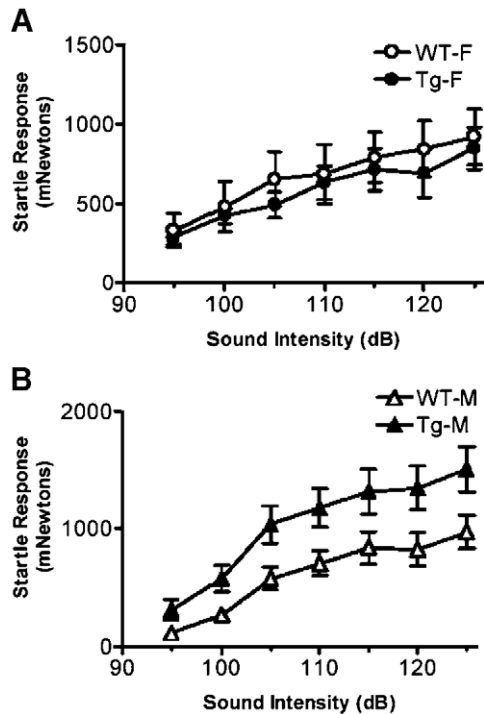 A
WT-F
Tg-F
Startle Response
(mNewtons)
1500
1000
500
0
90
100
110
120
Sound Intensity (dB)
B
WT-M
Tg-M
Startle Response
(mNewtons)
2000
1000
0
90
100
110
120
Sound Intensity (dB)